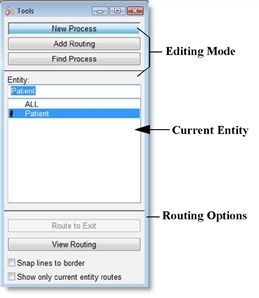 Tools
New Process
Add Routing
Find Process
Editing Mode
Entity:
Patient
ALL
Patient
Current Entity
Routing Options
Route to Exit
View Routing
Snap lines to border
Show only current entity routes